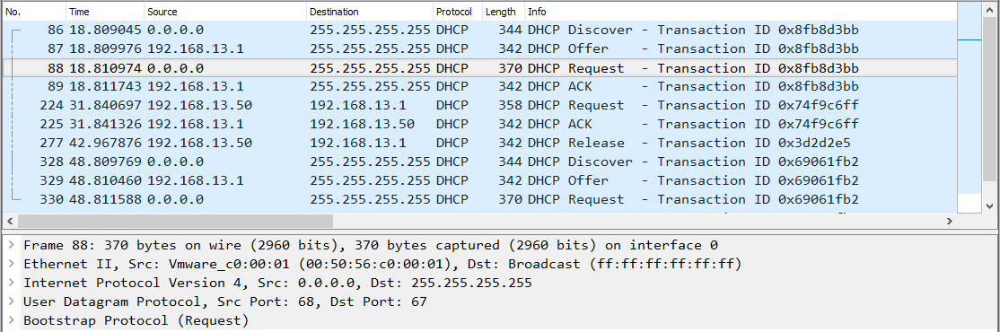 No. Time Source Destination Protocol Length Info
86 18.809045 0.0.0.0 255.255.255.255 DHCP 344 DHCP Discover - Transaction ID 0x8fb8d3bb
87 18.809976 192.168.13.1 255.255.255.255 DHCP 342 DHCP Offer - Transaction ID 0x8fb8d3bb
88 18.810974 0.0.0.0 255.255.255.255 DHCP 370 DHCP Request - Transaction ID 0x8fb8d3bb
89 18.811743 192.168.13.1 255.255.255.255 DHCP 342 DHCP ACK - Transaction ID 0x8fb8d3bb
224 31.840697 192.168.13.50 192.168.13.1 DHCP 358 DHCP Request - Transaction ID 0x74f9c6ff
225 31.841326 192.168.13.1 192.168.13.50 DHCP 342 DHCP ACK - Transaction ID 0x74f9c6ff
277 42.967876 192.168.13.50 192.168.13.1 DHCP 342 DHCP Release - Transaction ID 0x3d2d2e5
328 48.809769 0.0.0.0 255.255.255.255 DHCP 344 DHCP Discover - Transaction ID 0x69061fb2
329 48.810460 192.168.13.1 255.255.255.255 DHCP 342 DHCP Offer - Transaction ID 0x69061fb2
330 48.811588 0.0.0.0 255.255.255.255 DHCP 370 DHCP Request - Transaction ID 0x69061fb2
Frame 88: 370 bytes on wire (2960 bits), 370 bytes captured (2960 bits) on interface 0
Ethernet II, Src: Vmware_c0:00:01 (00:50:56:c0:00:01), Dst: Broadcast (ff:ff:ff:ff:ff:ff)
Internet Protocol Version 4, Src: 0.0.0.0, Dst: 255.255.255.255
User Datagram Protocol, Src Port: 68, Dst Port: 67
Bootstrap Protocol (Request)